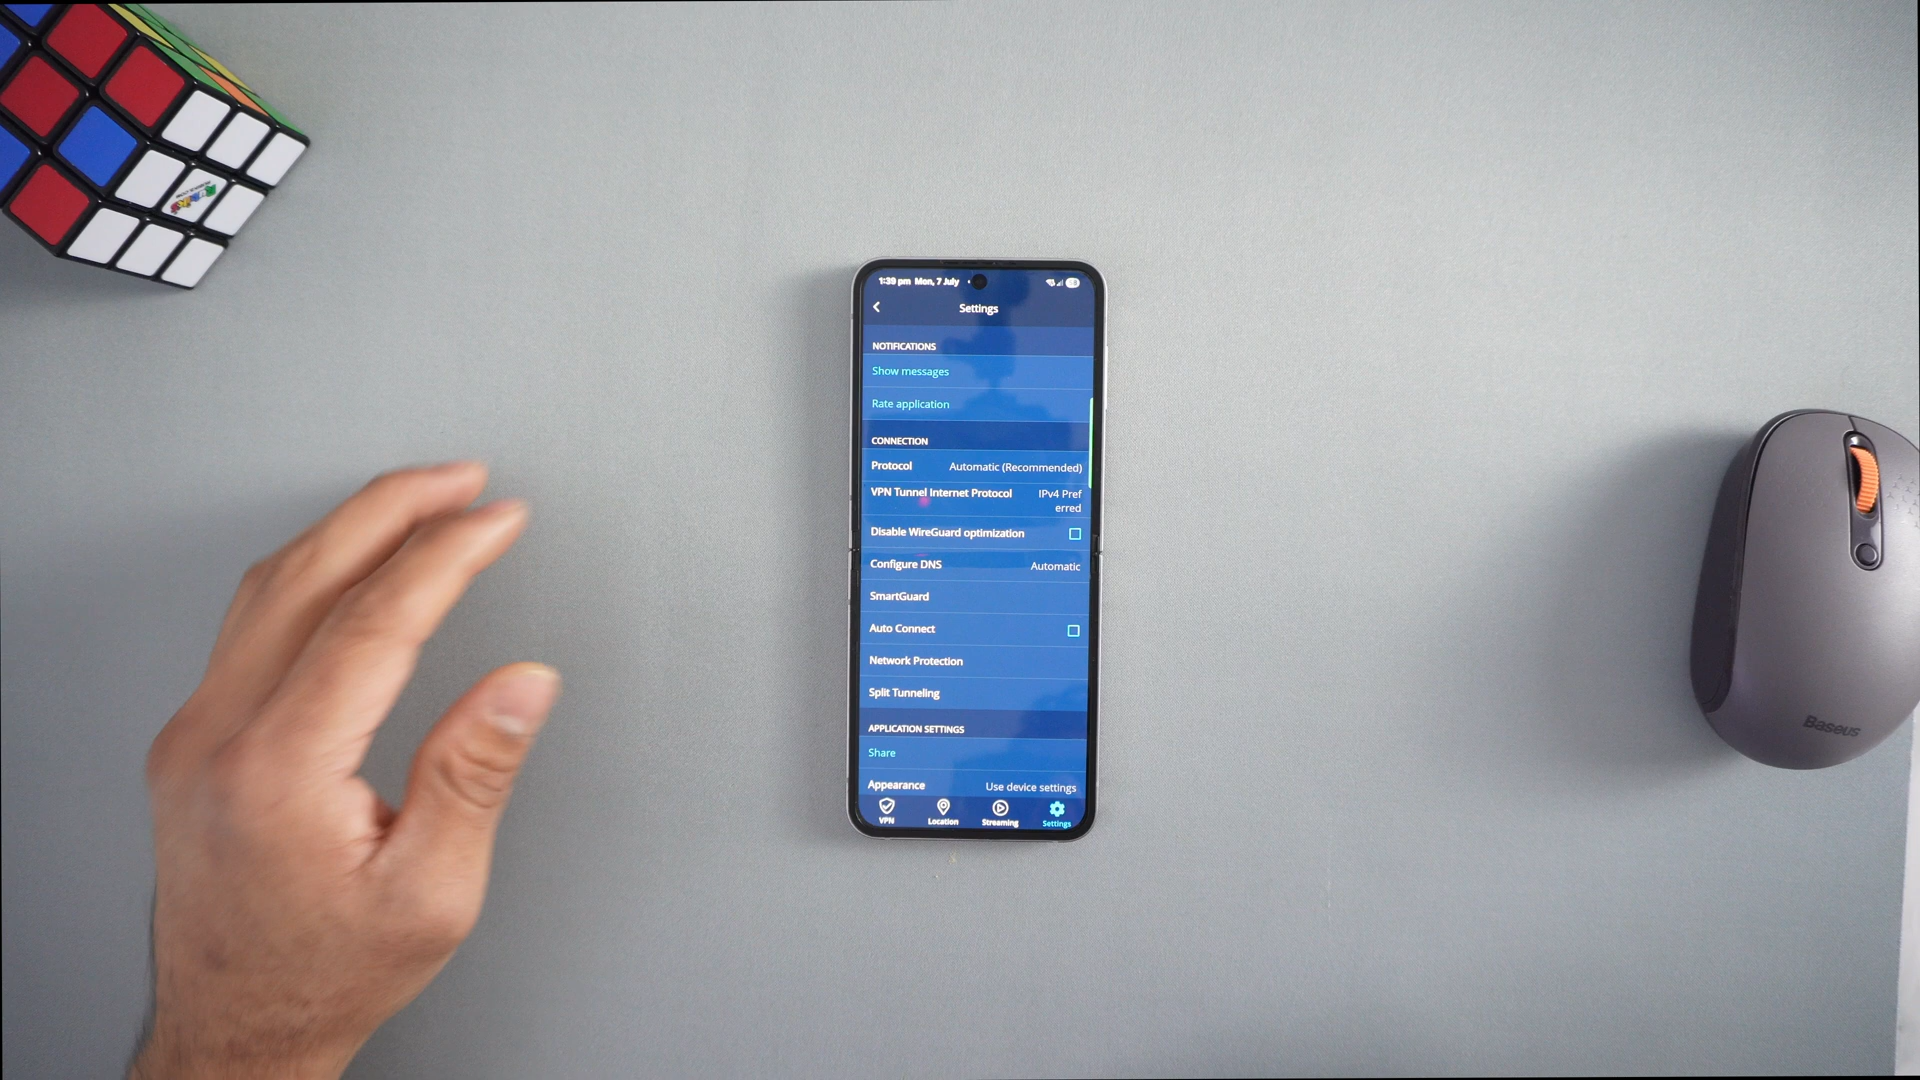 1:39 pm Mon, 7 July
Settings
NOTIFICATIONS
Show messages
Rate application
CONNECTION
Protocol Automatic (Recommended)
VPN Tunnel Internet Protocol IPv4 Pref
erred
Disable WireGuard optimization
Configure DNS Automatic
SmartGuard
Auto Connect
Network Protection
Split Tunneling
APPLICATION SETTINGS
Share
Appearance Use device settings
VPN Location Streaming Settings
Baseus